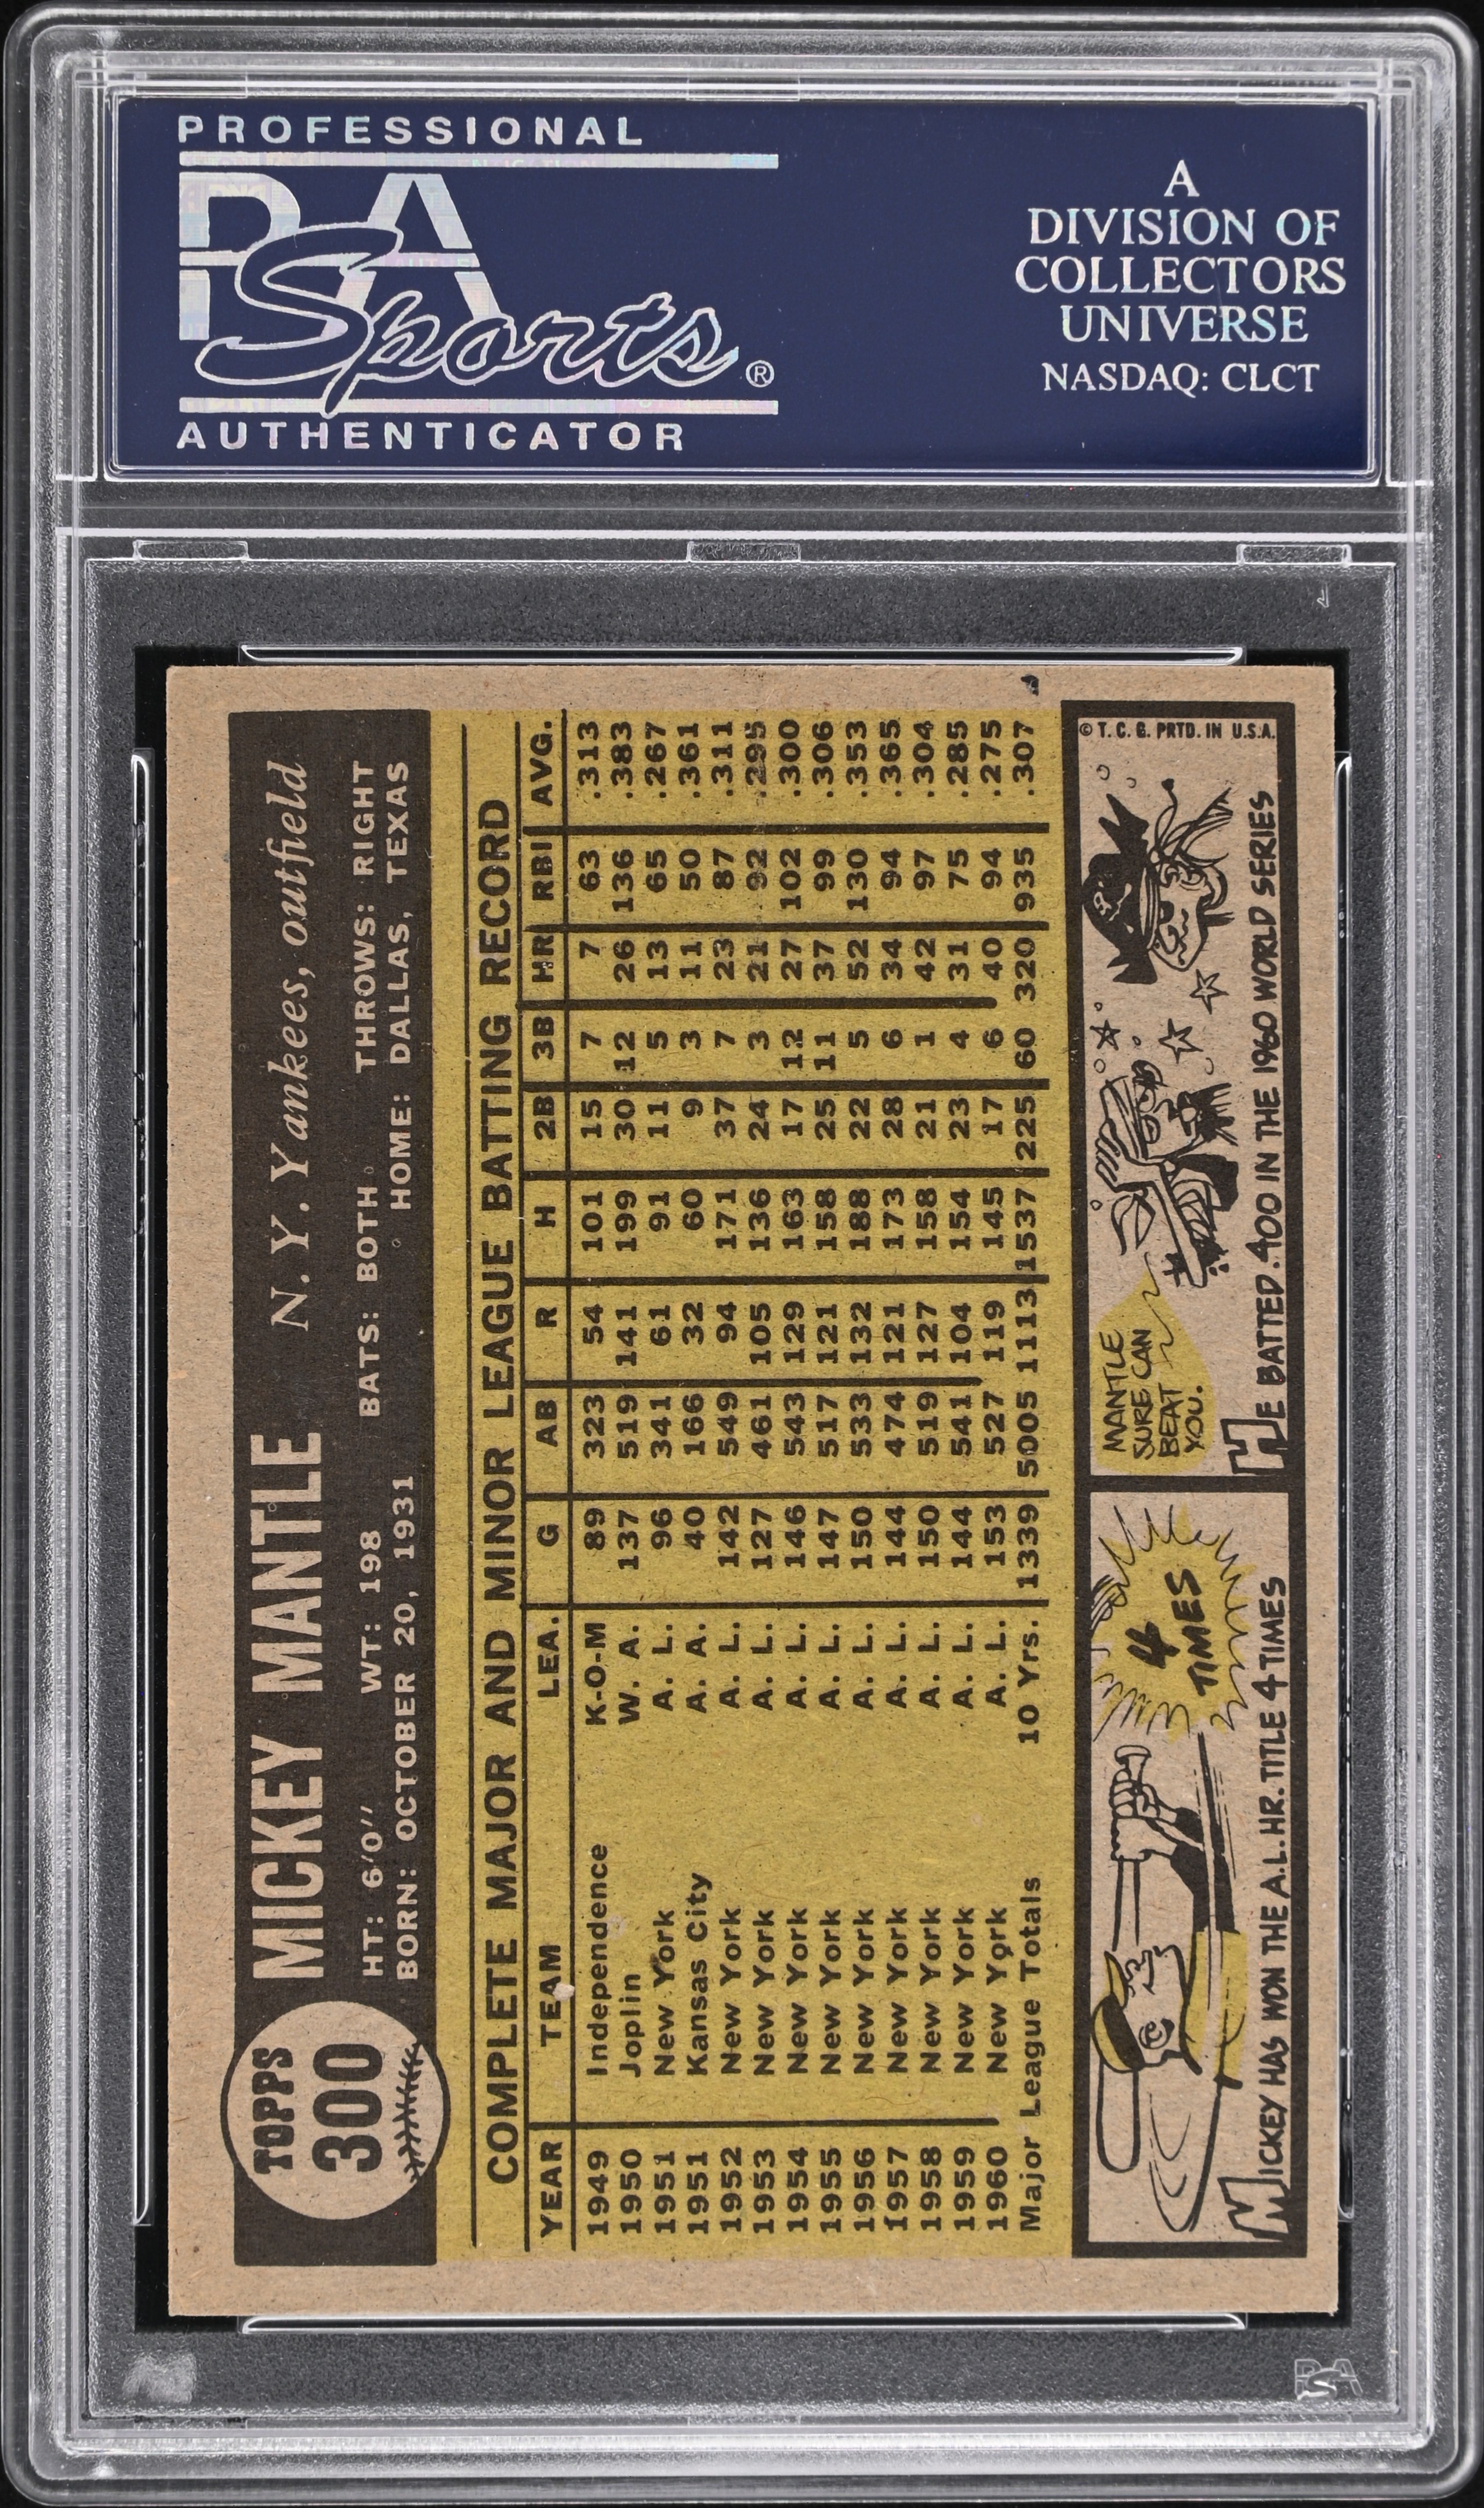 PROFESSIONAL
PSA
Sports®
AUTHENTICATOR
A
DIVISION OF
COLLECTORS
UNIVERSE
NASDAQ: CLCT
TOPPS
300
MICKEY MANTLE N. Y. Yankees, outfield
HT: 6'0" WT: 198 BATS: BOTH THROWS: RIGHT
BORN: OCTOBER 20, 1931 HOME: DALLAS, TEXAS
COMPLETE MAJOR AND MINOR LEAGUE BATTING RECORD
YEAR TEAM LEA. G AB R H 2B 3B HR RBI AVG.
1949 Independence K-O-M 89 323 54 101 15 7 7 63 .313
1950 Joplin W. A. 137 519 141 199 30 12 26 136 .383
1951 New York A. L. 96 341 61 91 11 5 13 65 .267
1951 Kansas City A. A. 40 166 32 60 9 3 11 50 .361
1952 New York A. L. 142 549 94 171 37 7 23 87 .311
1953 New York A. L. 127 461 105 136 24 3 21 92 .295
1954 New York A. L. 146 543 129 163 17 12 27 102 .300
1955 New York A. L. 147 517 121 158 25 11 37 99 .306
1956 New York A. L. 150 533 132 188 22 5 52 130 .353
1957 New York A. L. 144 474 121 173 28 6 34 94 .365
1958 New York A. L. 150 519 127 158 21 1 42 97 .304
1959 New York A. L. 144 541 104 154 23 4 31 75 .285
1960 New York A. L. 153 527 119 145 17 6 40 94 .275
Major League Totals 10 Yrs. 1339 5005 1113 1537 225 60 320 935 .307
4
TIMES
MICKEY HAS WON THE A.L. HR. TITLE 4 TIMES
MANTLE
SURE CAN
BEAT
YOU.
HE BATTED .400 IN THE 1960 WORLD SERIES
© T. C. G. PRTD. IN U.S.A.
PSA